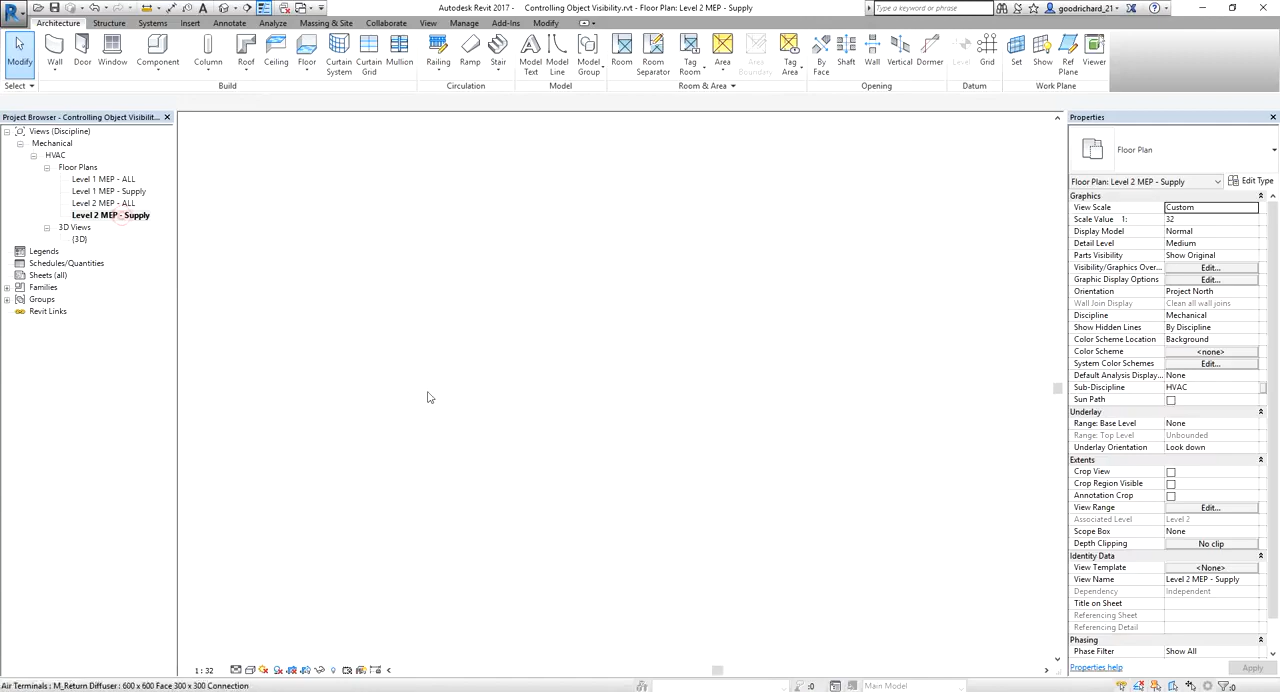 Autodesk Revit 2017 - Controlling Object Visibility.rvt - Floor Plan: Level 2 MEP - Supply
Type a keyword or phrase
goodrichard_21
Architecture Structure Systems Insert Annotate Analyze Massing & Site Collaborate View Manage Add-Ins Modify
Modify Wall Door Window Component Column Roof Ceiling Floor Curtain System Curtain Grid Mullion Railing Ramp Stair Model Text Model Line Model Group Room Room Separator Tag Room Area Area Boundary Tag Area By Face Shaft Wall Vertical Dormer Level Grid Set Show Ref Plane Viewer
Select Build Circulation Model Room & Area Opening Datum Work Plane
Project Browser - Controlling Object Visibilit...
Views (Discipline)
Mechanical
HVAC
Floor Plans
Level 1 MEP - ALL
Level 1 MEP - Supply
Level 2 MEP - ALL
Level 2 MEP - Supply
3D Views
{3D}
Legends
Schedules/Quantities
Sheets (all)
Families
Groups
Revit Links
Properties
Floor Plan
Floor Plan: Level 2 MEP - Supply Edit Type
Graphics
View Scale Custom
Scale Value 1: 32
Display Model Normal
Detail Level Medium
Parts Visibility Show Original
Visibility/Graphics Over... Edit...
Graphic Display Options Edit...
Orientation Project North
Wall Join Display Clean all wall joins
Discipline Mechanical
Show Hidden Lines By Discipline
Color Scheme Location Background
Color Scheme <none>
System Color Schemes Edit...
Default Analysis Display... None
Sub-Discipline HVAC
Sun Path
Underlay
Range: Base Level None
Range: Top Level Unbounded
Underlay Orientation Look down
Extents
Crop View
Crop Region Visible
Annotation Crop
View Range Edit...
Associated Level Level 2
Scope Box None
Depth Clipping No clip
Identity Data
View Template <None>
View Name Level 2 MEP - Supply
Dependency Independent
Title on Sheet
Referencing Sheet
Referencing Detail
Phasing
Phase Filter Show All
Properties help Apply
1 : 32
Air Terminals : M_Return Diffuser : 600 x 600 Face 300 x 300 Connection
:0
Main Model
:0